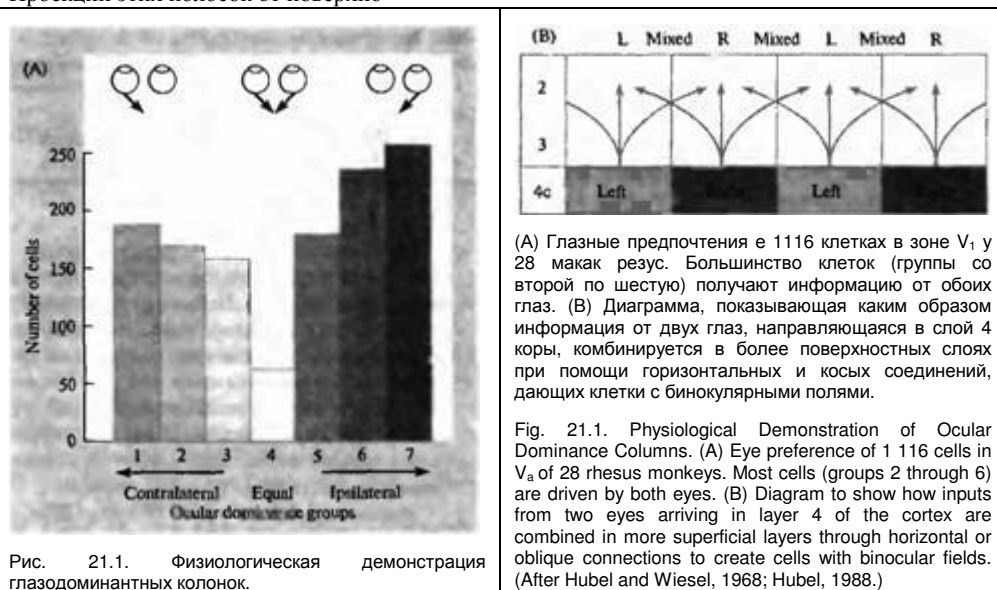 Проекции этих полосок от поверхно
(A)
250
200
150
100
50
0
Number of cells
1 2 3 4 5 6 7
Contralateral Equal Ipsilateral
Ocular dominance groups
Рис. 21.1. Физиологическая демонстрация
глазодоминантных колонок.
(B) L Mixed R Mixed L Mixed R
2
3
4c Left Left
(A) Глазные предпочтения е 1116 клетках в зоне V₁ у
28 макак резус. Большинство клеток (группы со
второй по шестую) получают информацию от обоих
глаз. (B) Диаграмма, показывающая каким образом
информация от двух глаз, направляющаяся в слой 4
коры, комбинируется в более поверхностных слоях
при помощи горизонтальных и косых соединений,
дающих клетки с бинокулярными полями.
Fig. 21.1. Physiological Demonstration of Ocular
Dominance Columns. (A) Eye preference of 1 116 cells in
Vₐ of 28 rhesus monkeys. Most cells (groups 2 through 6)
are driven by both eyes. (B) Diagram to show how inputs
from two eyes arriving in layer 4 of the cortex are
combined in more superficial layers through horizontal or
oblique connections to create cells with binocular fields.
(After Hubel and Wiesel, 1968; Hubel, 1988.)